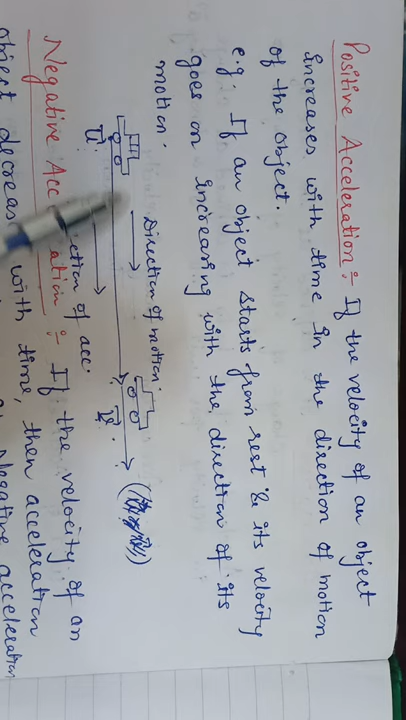 Positive Acceleration :- If the velocity of an object
increases with time in the direction of motion
of the object.
e.g. If an object starts from rest & its velocity
goes on increasing with the direction of its
motion.
Direction of motion.
u
v
ection of acc.
Negative Acc ation :- If the velocity of an
object decreas with time, then acceleration
Negative acceleration